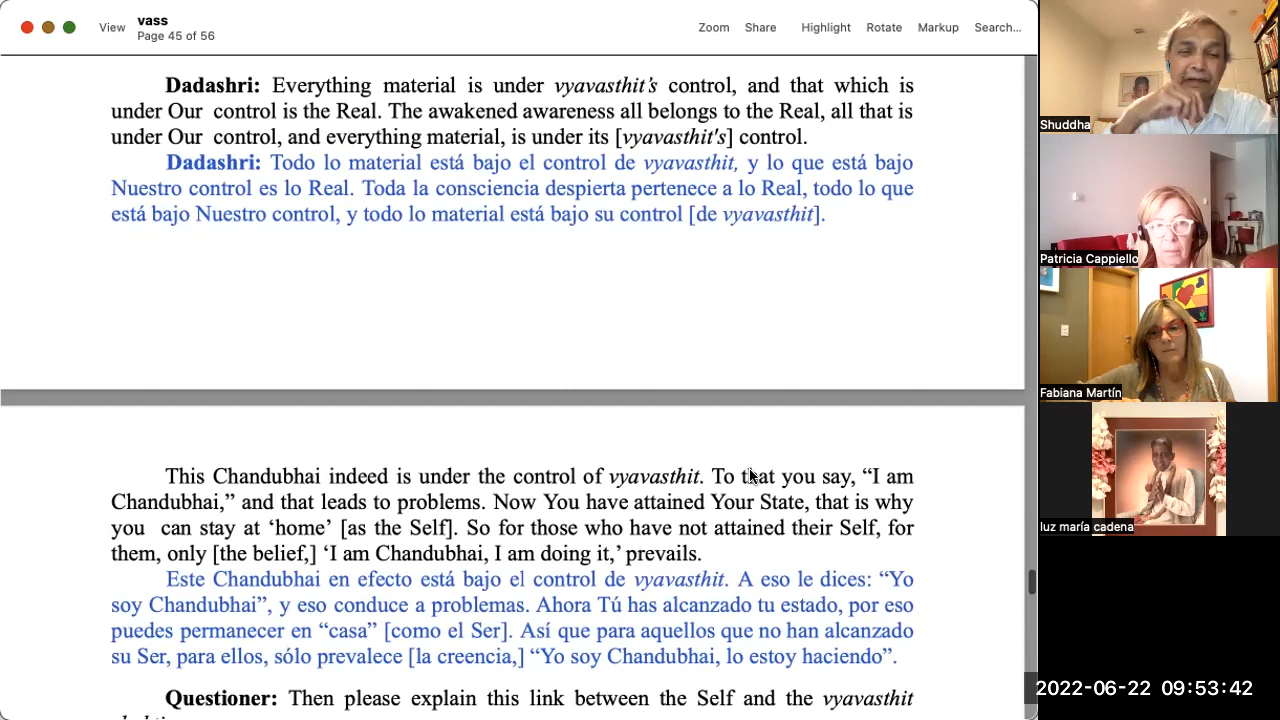 View
vass
Page 45 of 56
Zoom
Share
Highlight
Rotate
Markup
Search...
Dadashri: Everything material is under vyavasthit's control, and that which is
under Our control is the Real. The awakened awareness all belongs to the Real, all that is
under Our control, and everything material, is under its [vyavasthit's] control.
Dadashri: Todo lo material está bajo el control de vyavasthit, y lo que está bajo
Nuestro control es lo Real. Toda la consciencia despierta pertenece a lo Real, todo lo que
está bajo Nuestro control, y todo lo material está bajo su control [de vyavasthit].
This Chandubhai indeed is under the control of vyavasthit. To that you say, “I am
Chandubhai,” and that leads to problems. Now You have attained Your State, that is why
you can stay at ‘home’ [as the Self]. So for those who have not attained their Self, for
them, only [the belief,] ‘I am Chandubhai, I am doing it,’ prevails.
Este Chandubhai en efecto está bajo el control de vyavasthit. A eso le dices: “Yo
soy Chandubhai”, y eso conduce a problemas. Ahora Tú has alcanzado tu estado, por eso
puedes permanecer en “casa” [como el Ser]. Así que para aquellos que no han alcanzado
su Ser, para ellos, sólo prevalece [la creencia,] “Yo soy Chandubhai, lo estoy haciendo”.
Questioner: Then please explain this link between the Self and the vyavasthit
Shuddha
Patricia Cappiello
Fabiana Martín
luz maría cadena
2022-06-22 09:53:42